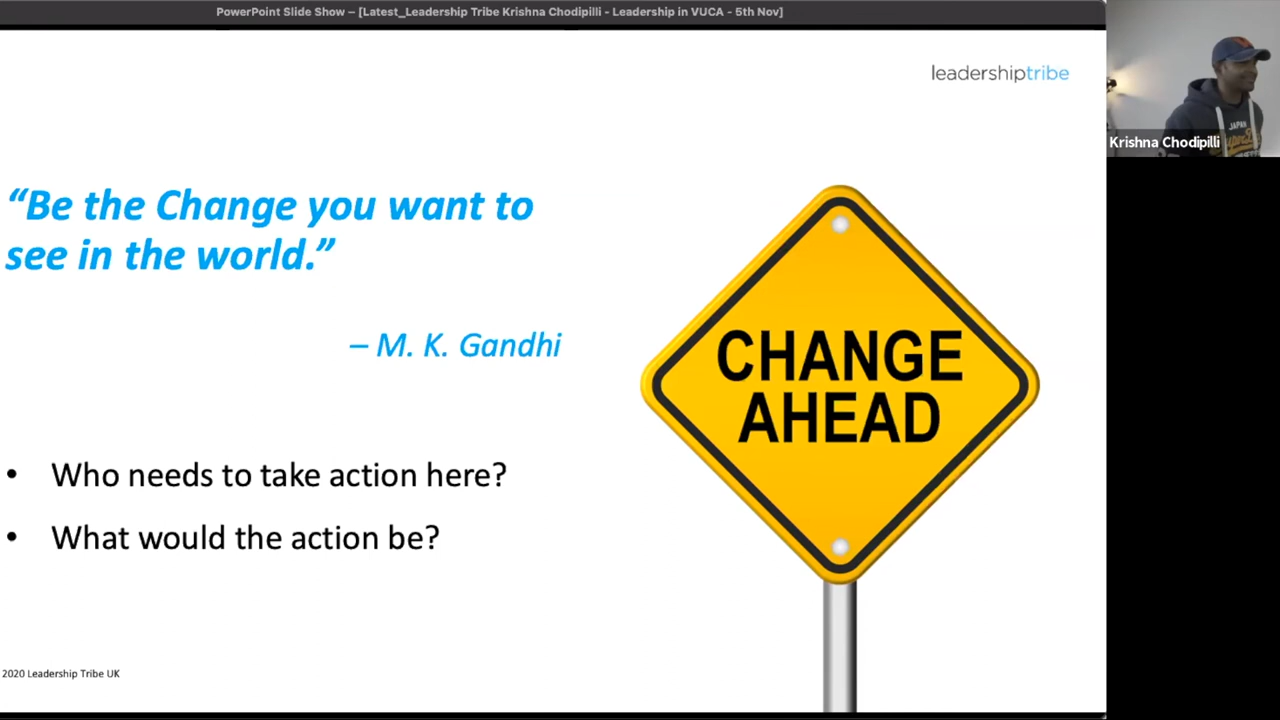 PowerPoint Slide Show – [Latest_Leadership Tribe Krishna Chodipilli - Leadership in VUCA - 5th Nov]
leadershiptribe
JAPAN
Krishna Chodipilli
“Be the Change you want to
see in the world.”
– M. K. Gandhi
CHANGE
AHEAD
• Who needs to take action here?
• What would the action be?
2020 Leadership Tribe UK